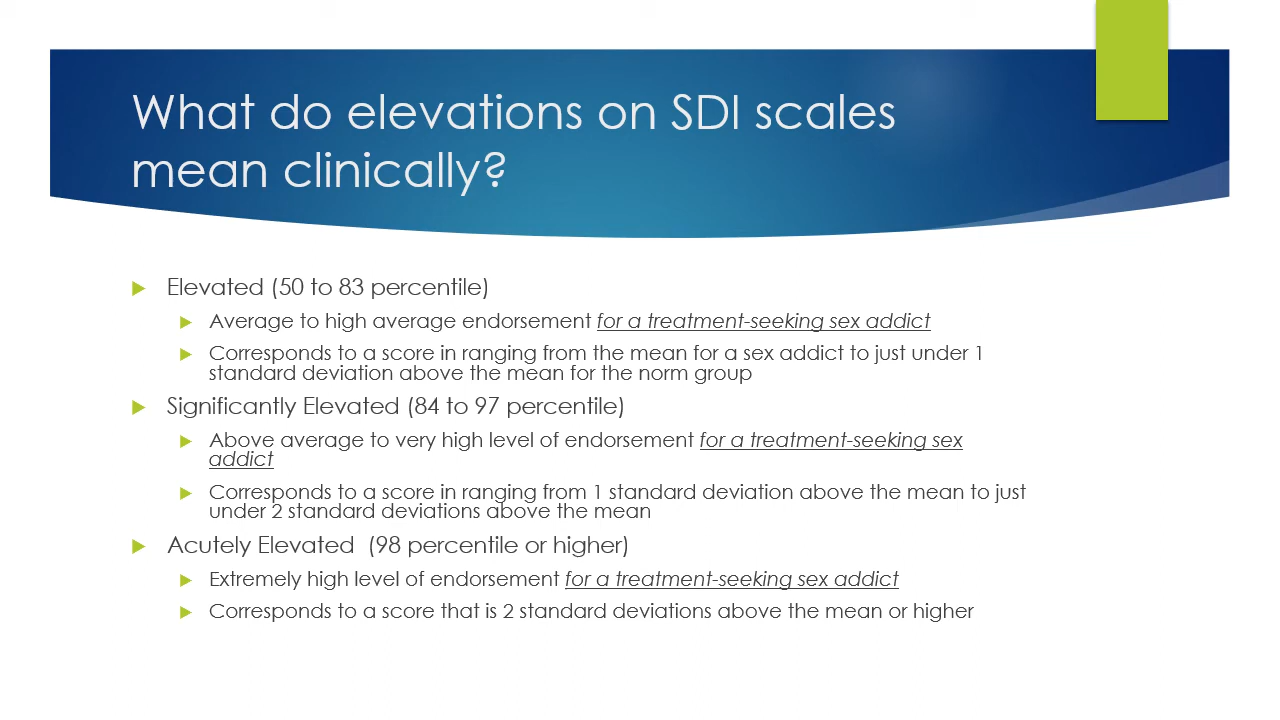 What do elevations on SDI scales
mean clinically?
Elevated (50 to 83 percentile)
Average to high average endorsement for a treatment-seeking sex addict
Corresponds to a score in ranging from the mean for a sex addict to just under 1
standard deviation above the mean for the norm group
Significantly Elevated (84 to 97 percentile)
Above average to very high level of endorsement for a treatment-seeking sex
addict
Corresponds to a score in ranging from 1 standard deviation above the mean to just
under 2 standard deviations above the mean
Acutely Elevated  (98 percentile or higher)
Extremely high level of endorsement for a treatment-seeking sex addict
Corresponds to a score that is 2 standard deviations above the mean or higher